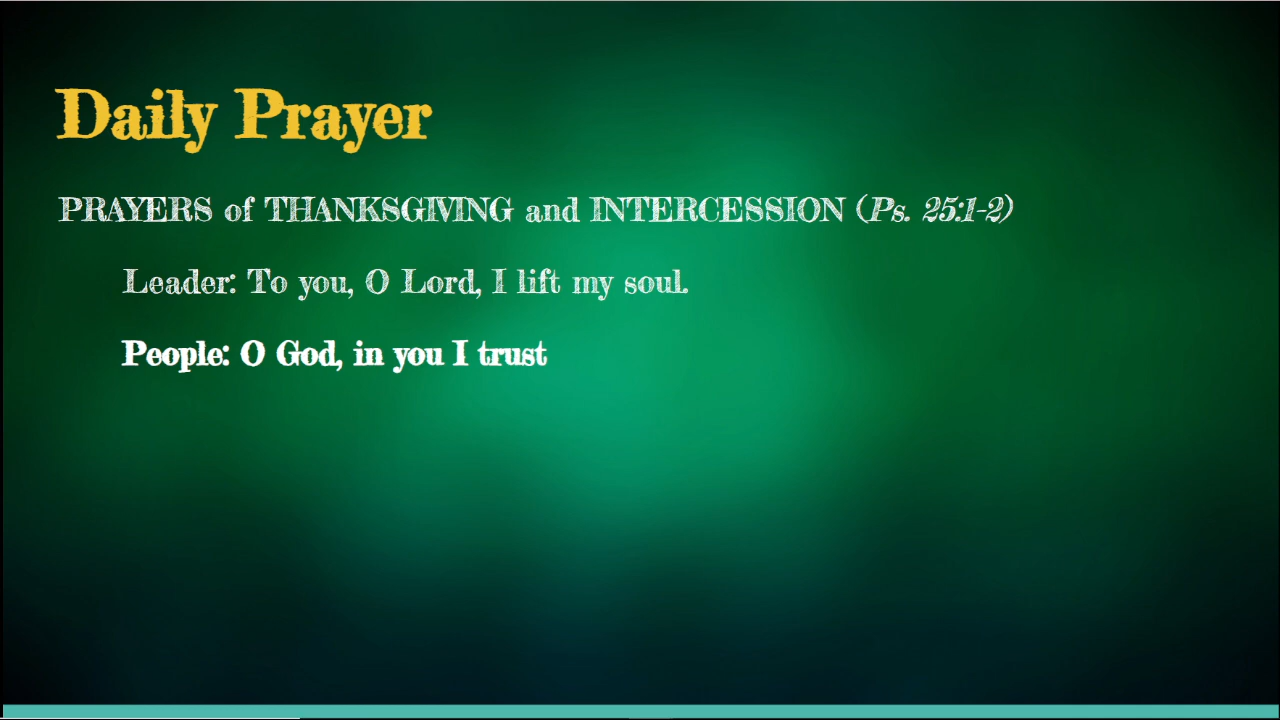 Daily Prayer
PRAYERS of THANKSGIVING and INTERCESSION (Ps. 25:1-2)
Leader: To you, O Lord, I lift my soul.
People: O God, in you I trust